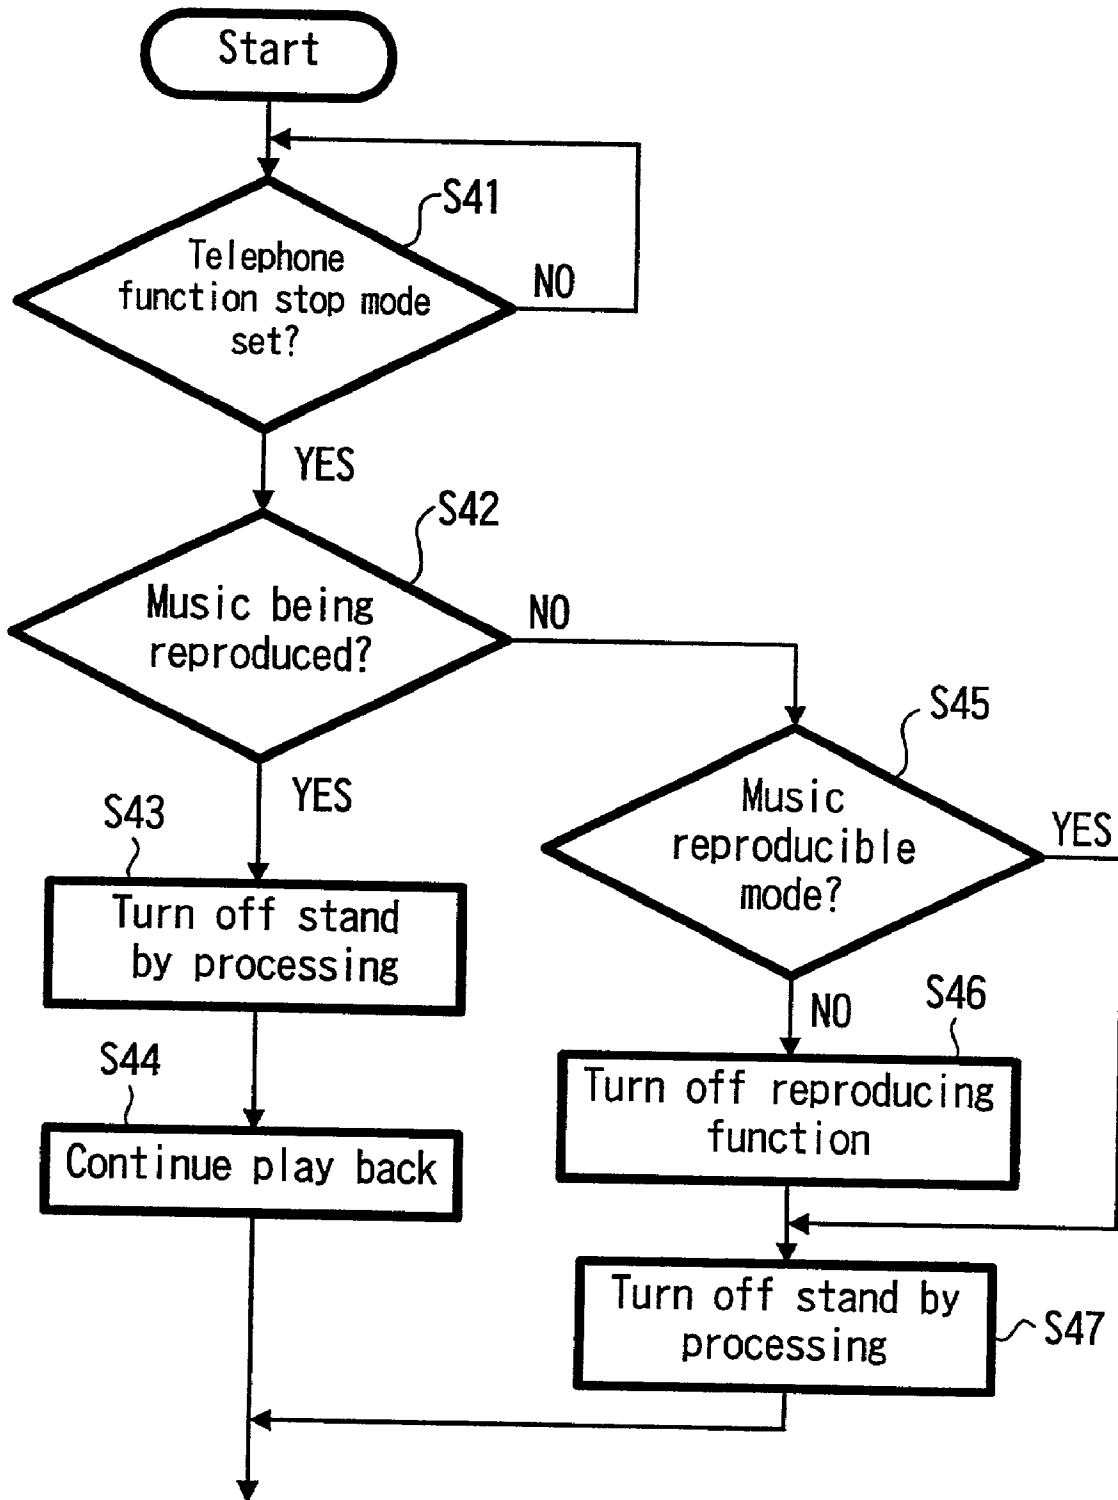 Start
S41
Telephone
function stop mode
set?
NO
YES
S42
Music being
reproduced?
NO
YES
S45
Music
reproducible
mode?
YES
NO
S43
Turn off stand
by processing
S44
Continue play back
S46
Turn off reproducing
function
Turn off stand by
processing
S47